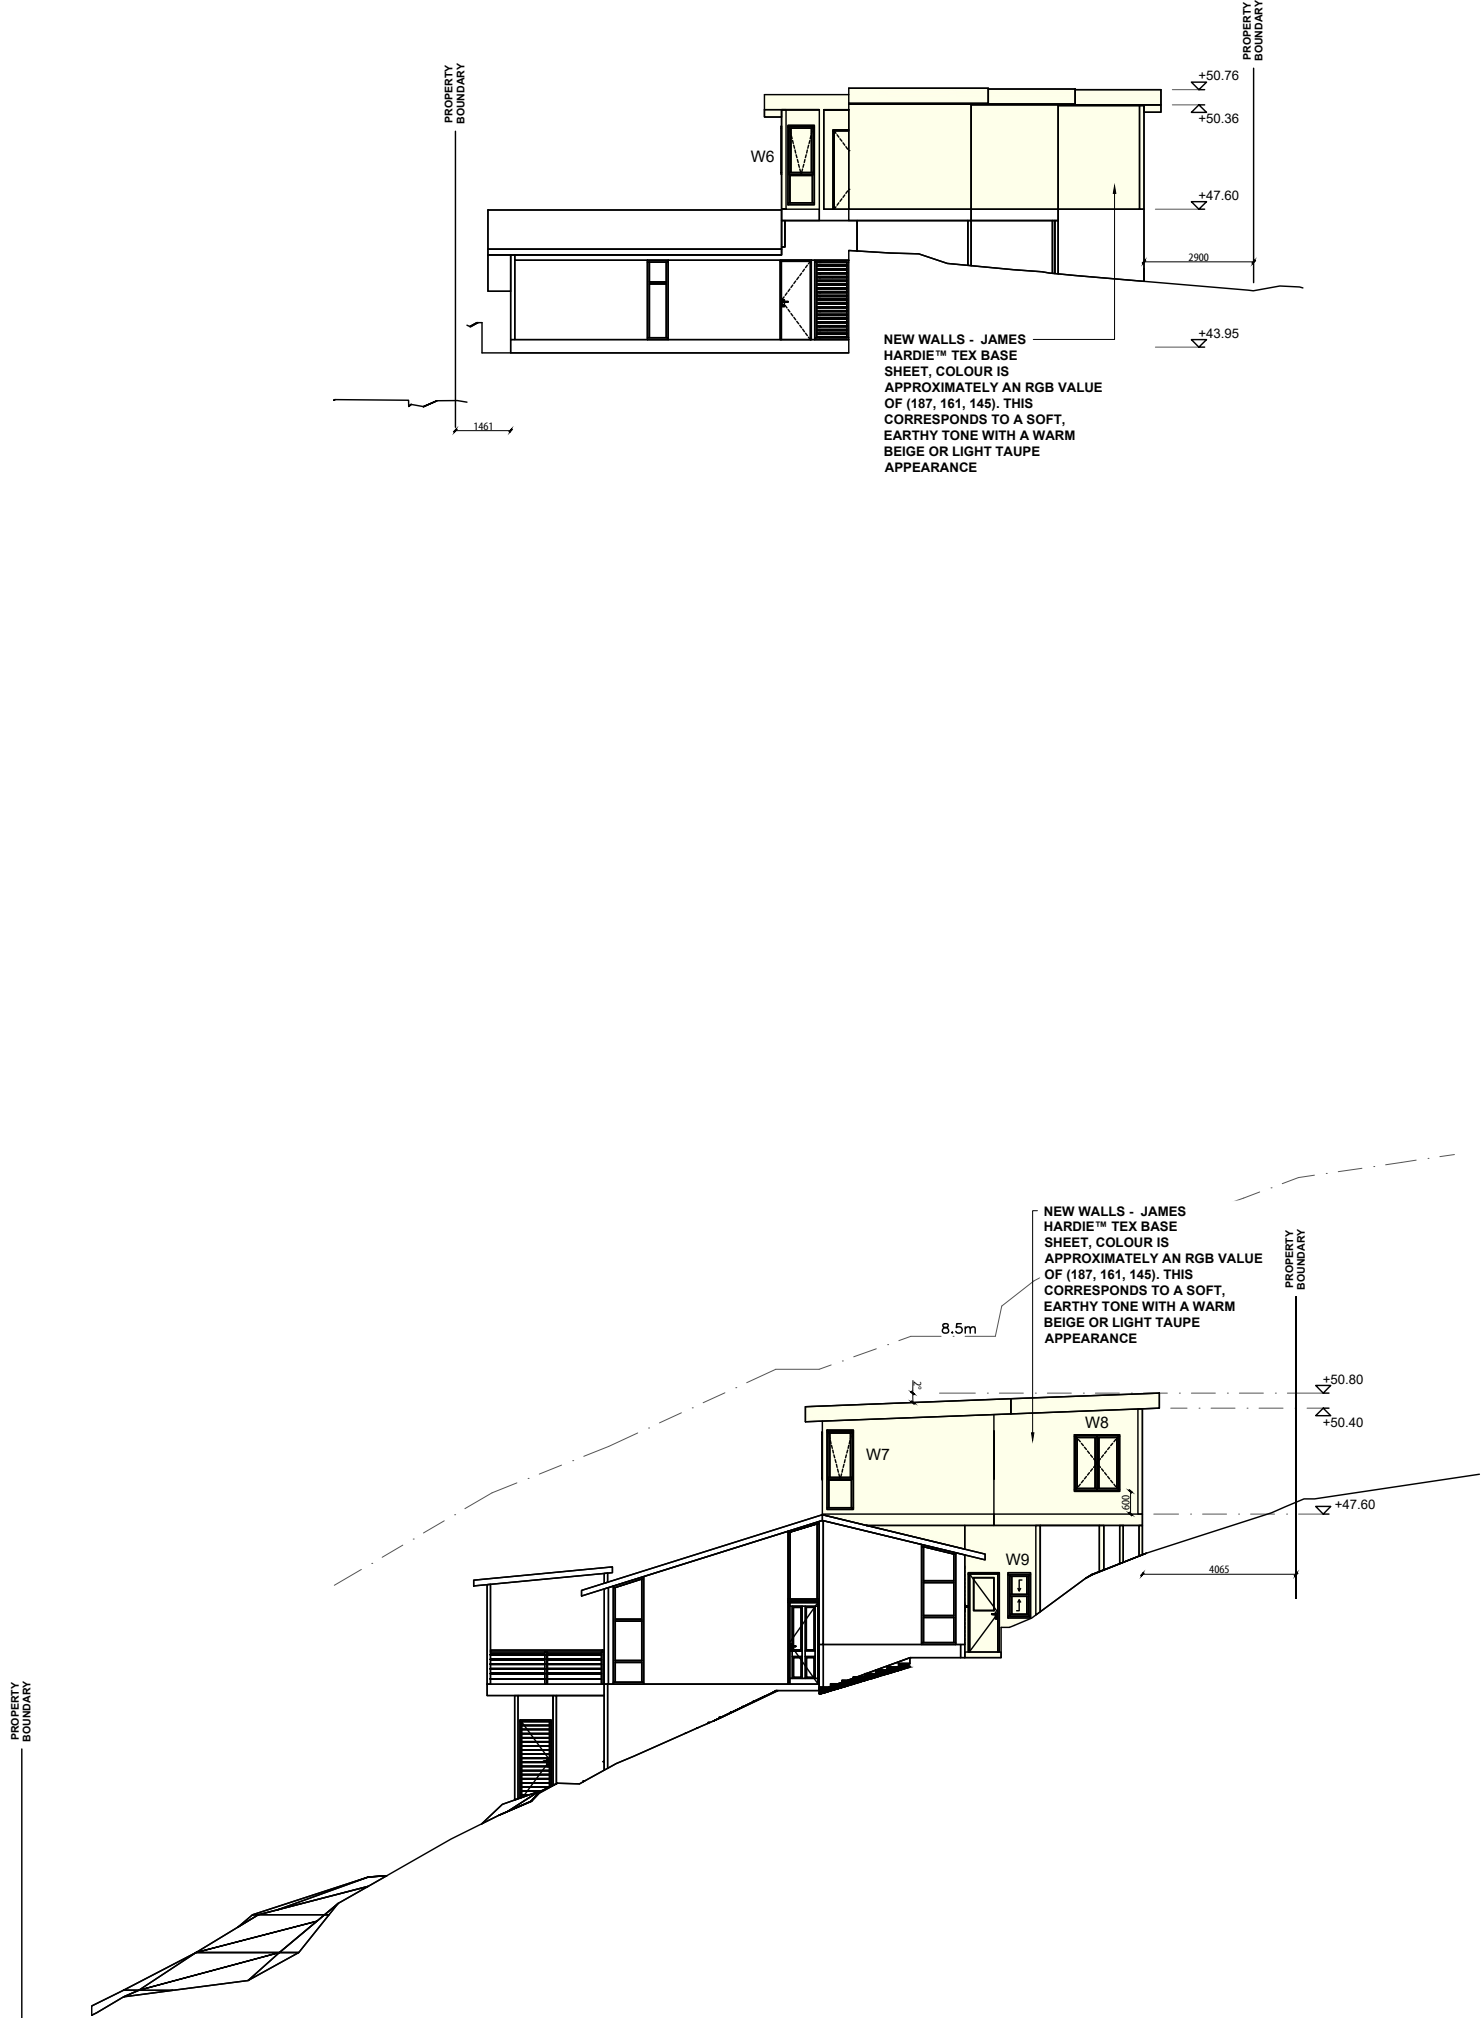 PROPERTY
BOUNDARY
PROPERTY
BOUNDARY
+50.76
+50.36
W6
+47.60
2900
+43.95
NEW WALLS - JAMES
HARDIE™ TEX BASE
SHEET, COLOUR IS
APPROXIMATELY AN RGB VALUE
OF (187, 161, 145). THIS
CORRESPONDS TO A SOFT,
EARTHY TONE WITH A WARM
BEIGE OR LIGHT TAUPE
APPEARANCE
1461
NEW WALLS - JAMES
HARDIE™ TEX BASE
SHEET, COLOUR IS
APPROXIMATELY AN RGB VALUE
OF (187, 161, 145). THIS
CORRESPONDS TO A SOFT,
EARTHY TONE WITH A WARM
BEIGE OR LIGHT TAUPE
APPEARANCE
PROPERTY
BOUNDARY
8.5m
2°
+50.80
+50.40
W8
W7
600
+47.60
W9
4065
PROPERTY
BOUNDARY